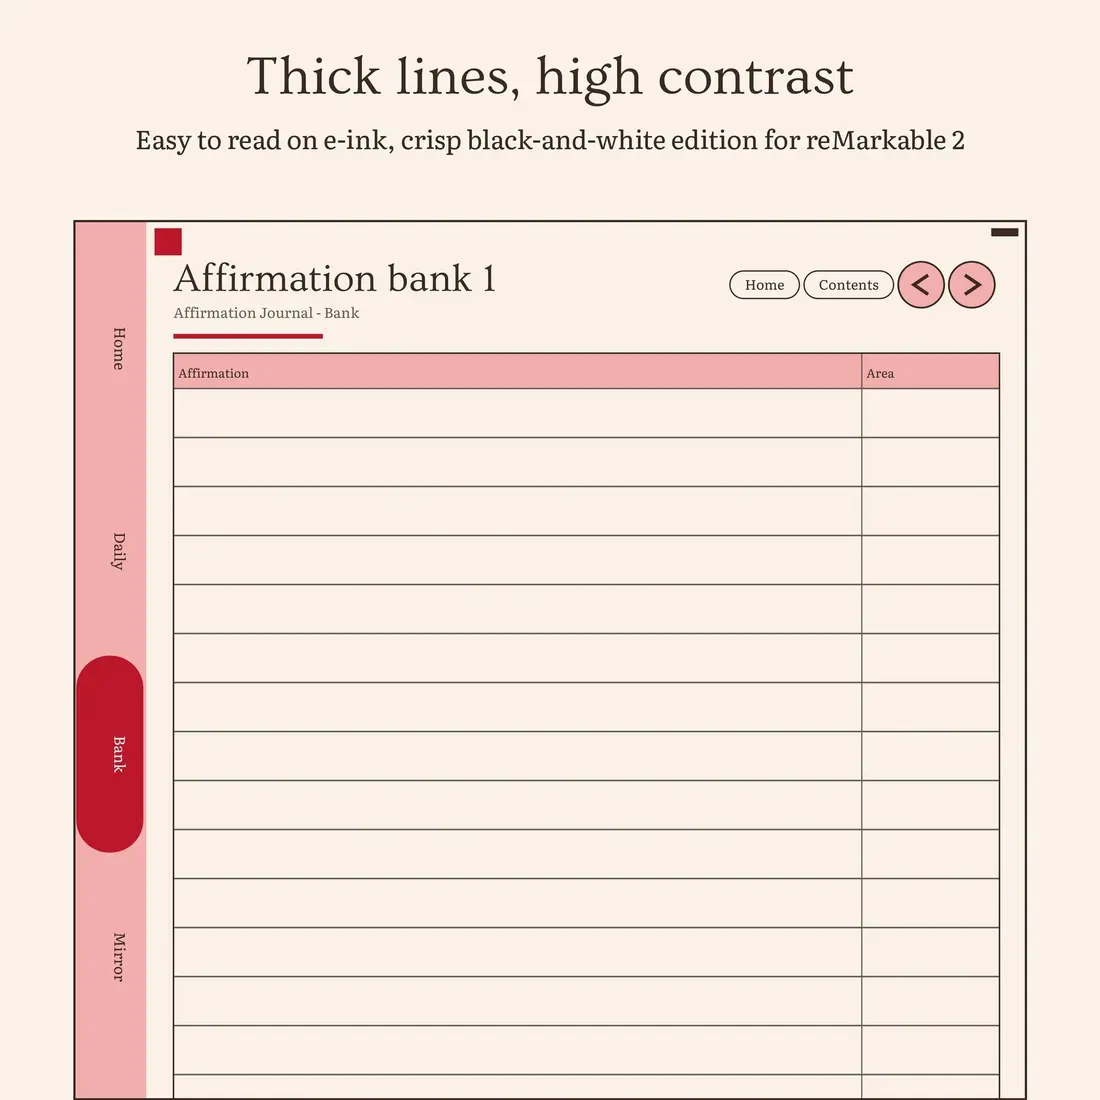 Thick lines, high contrast
Easy to read on e-ink, crisp black-and-white edition for reMarkable 2
Affirmation bank 1
Affirmation Journal - Bank
Home
Contents
Affirmation
Area
Home
Daily
Bank
Mirror